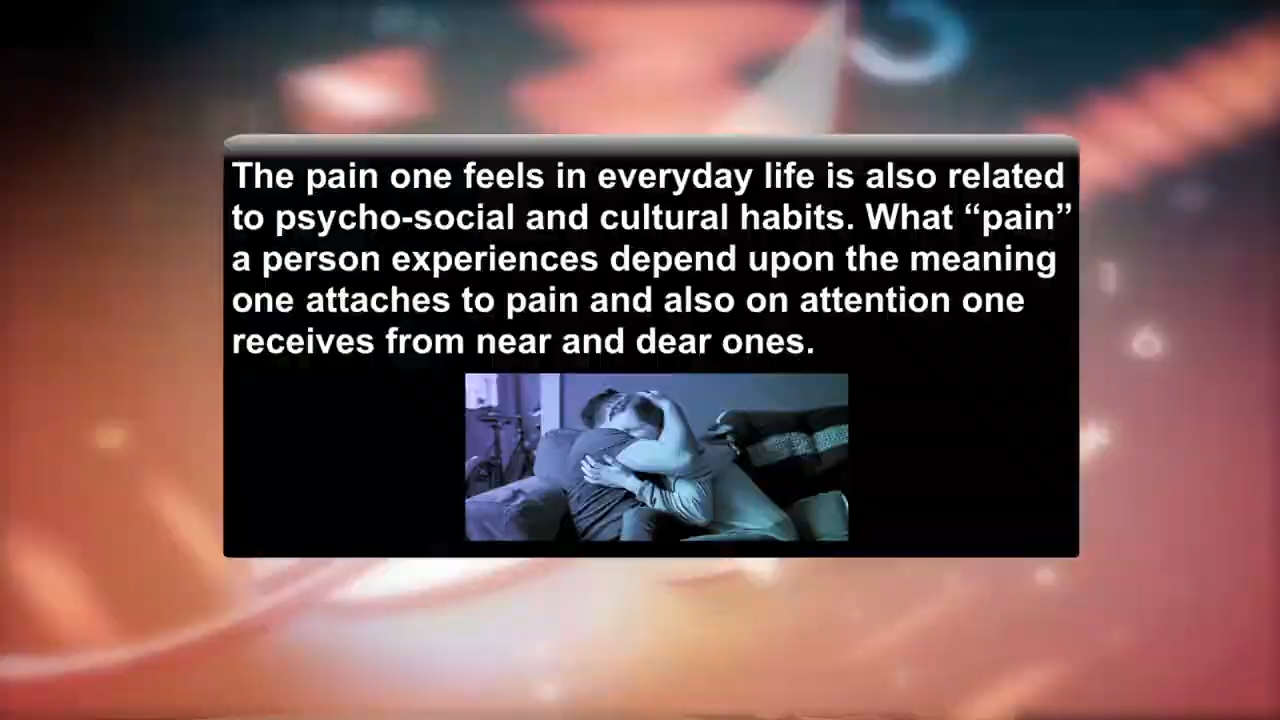 The pain one feels in everyday life is also related
to psycho-social and cultural habits. What “pain”
a person experiences depend upon the meaning
one attaches to pain and also on attention one
receives from near and dear ones.